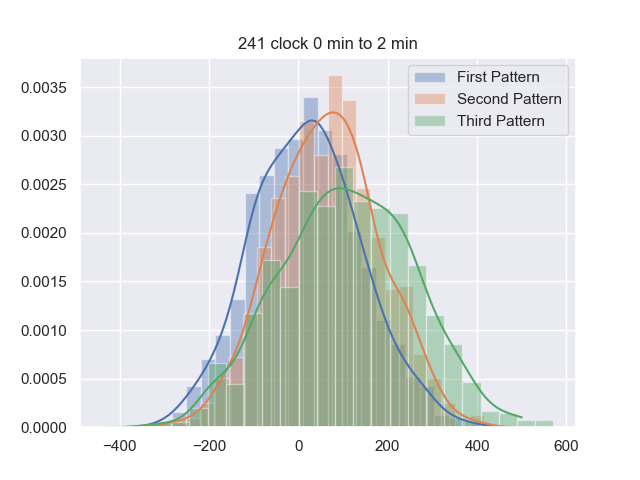 241 clock 0 min to 2 min
First Pattern
Second Pattern
Third Pattern
0.0035
0.0030
0.0025
0.0020
0.0015
0.0010
0.0005
0.0000
−400 −200 0 200 400 600